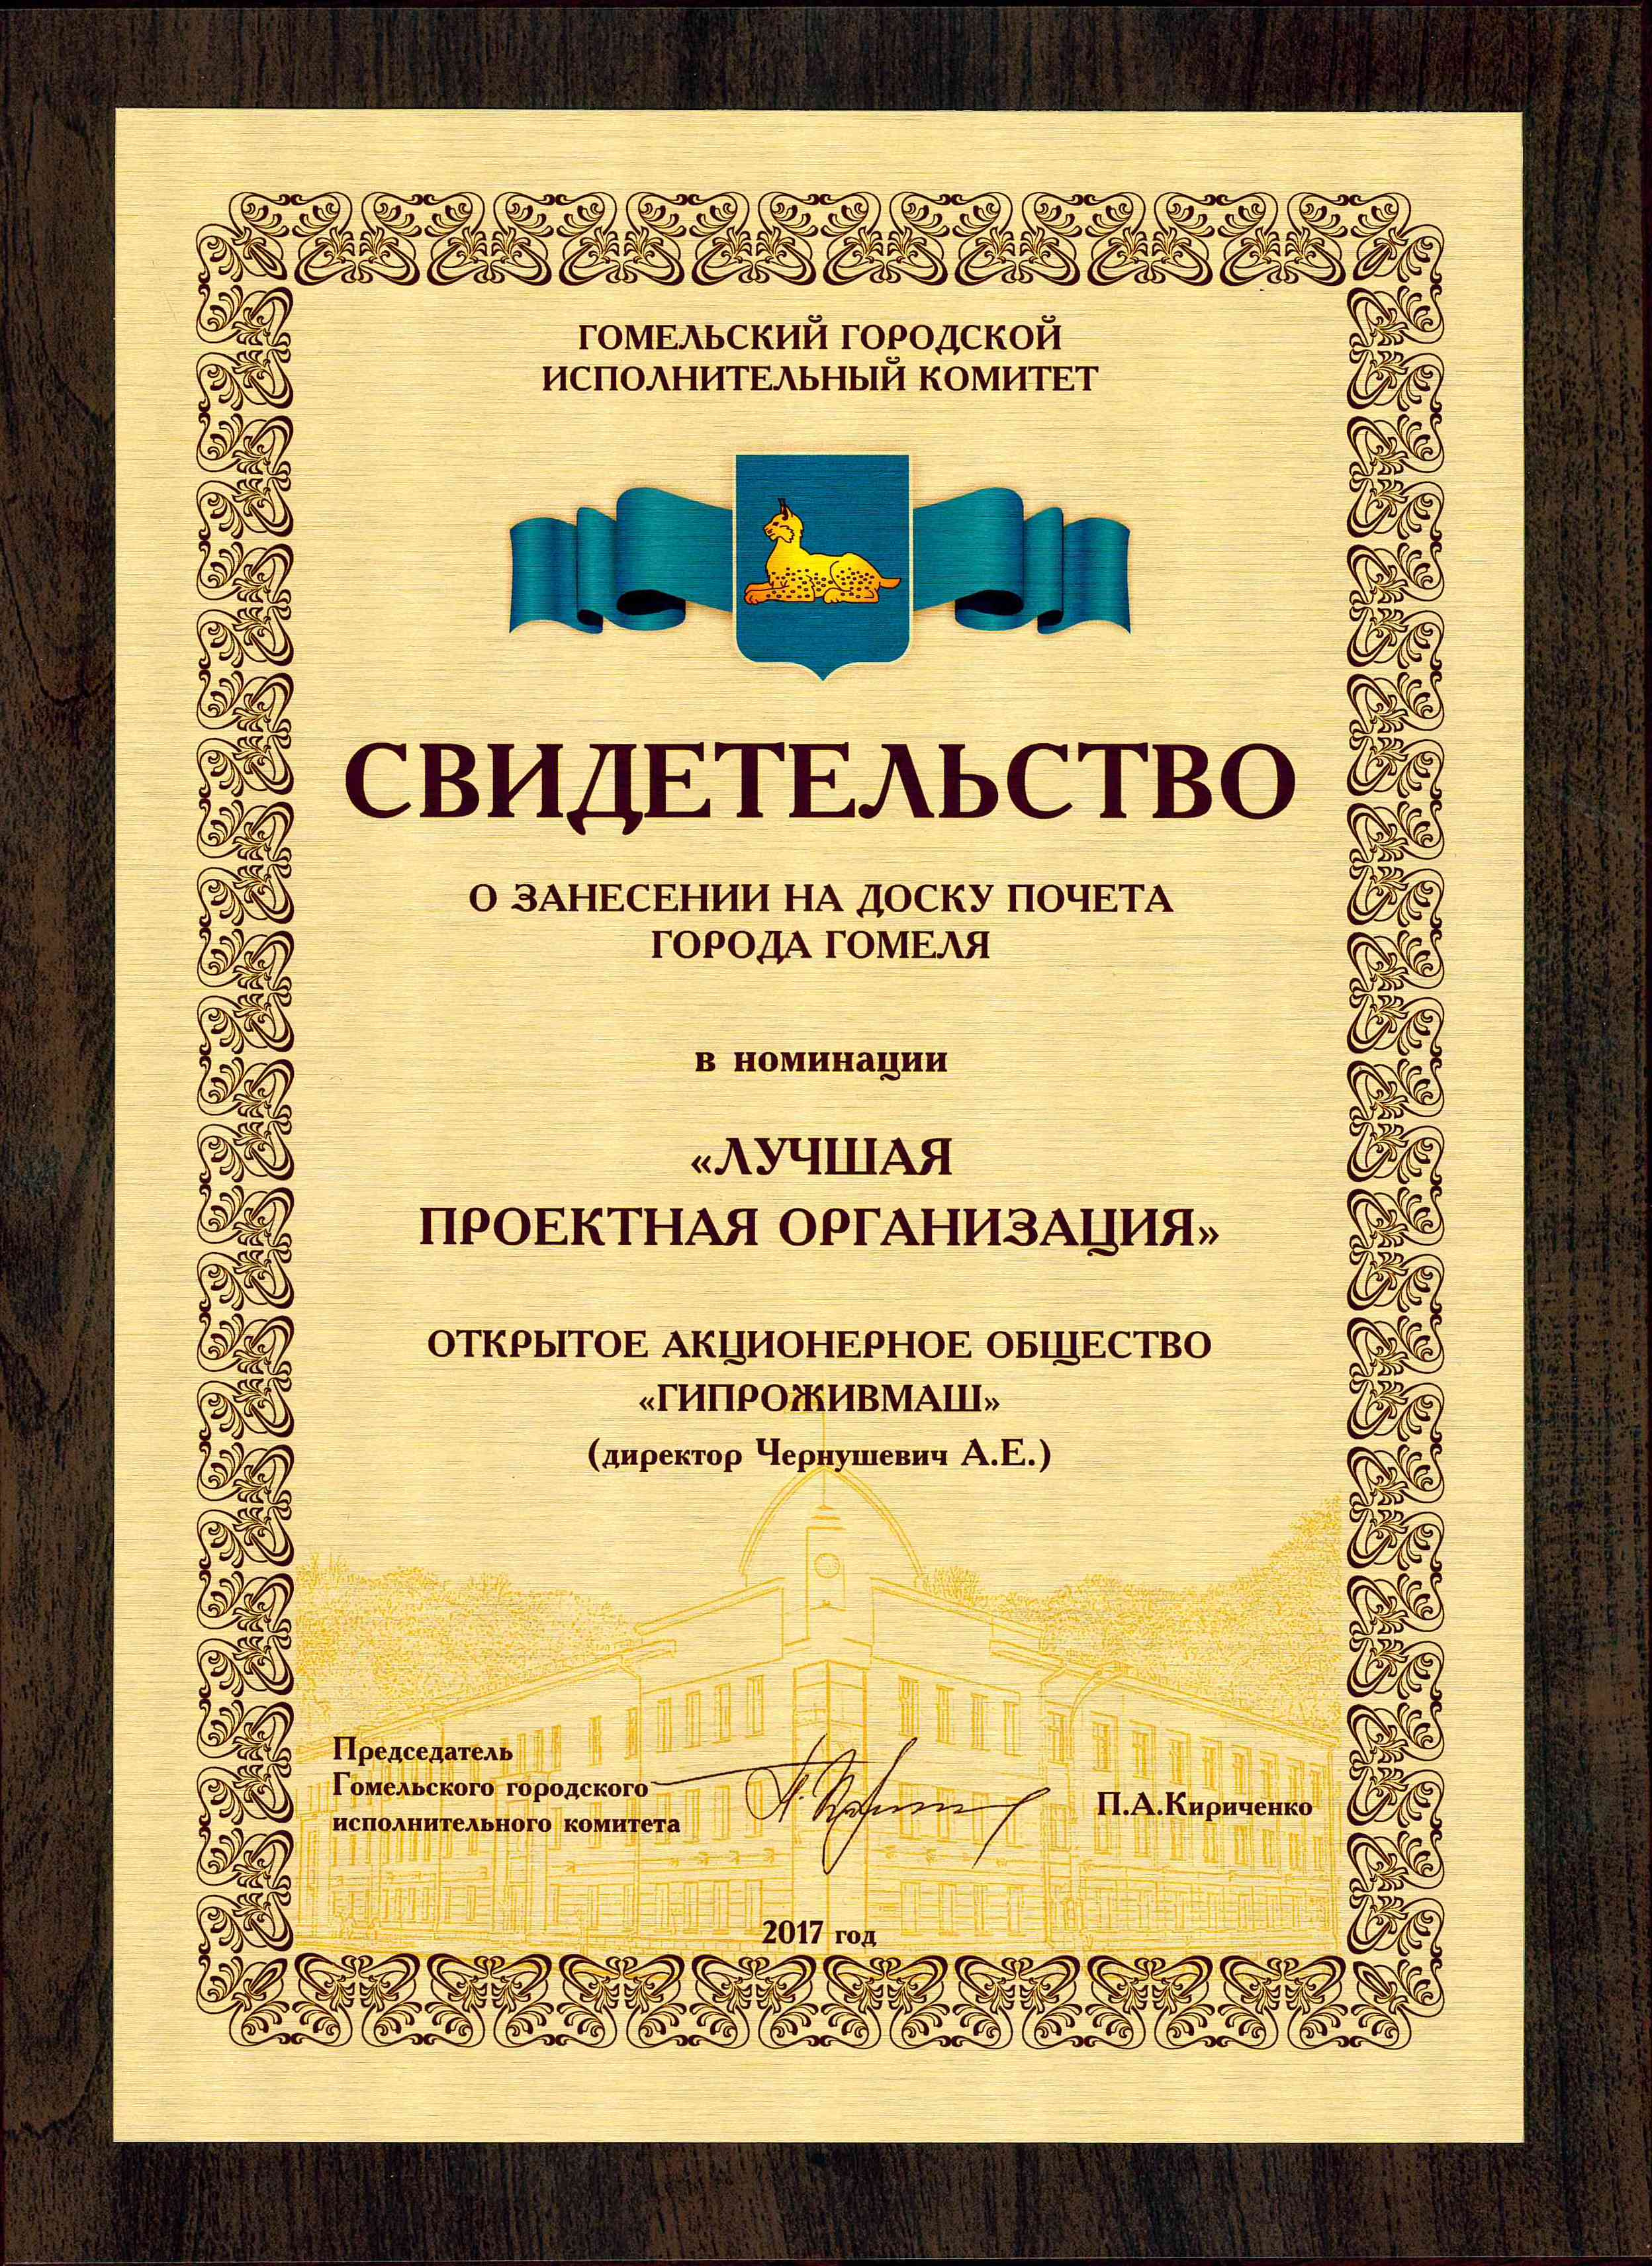 ГОМЕЛЬСКИЙ ГОРОДСКОЙ
ИСПОЛНИТЕЛЬНЫЙ КОМИТЕТ
СВИДЕТЕЛЬСТВО
О ЗАНЕСЕНИИ НА ДОСКУ ПОЧЕТА
ГОРОДА ГОМЕЛЯ
в номинации
«ЛУЧШАЯ
ПРОЕКТНАЯ ОРГАНИЗАЦИЯ»
ОТКРЫТОЕ АКЦИОНЕРНОЕ ОБЩЕСТВО
«ГИПРОЖИВМАШ»
(директор Чернушевич А.Е.)
Председатель
Гомельского городского
исполнительного комитета
П.А.Кириченко
2017 год